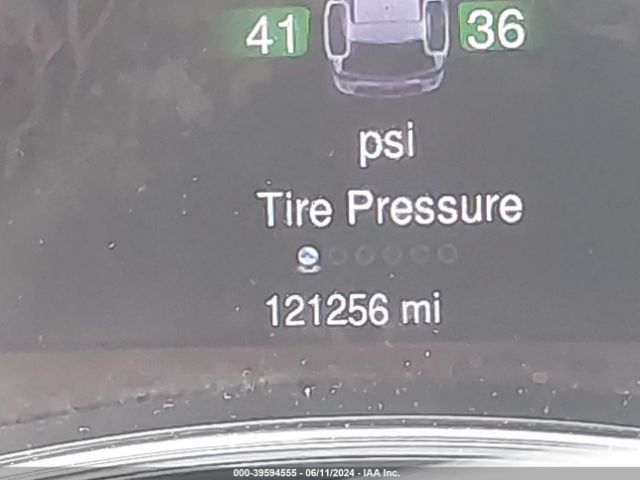 41 36
psi
Tire Pressure
121256 mi
000-39594555 - 06/11/2024 - IAA Inc.